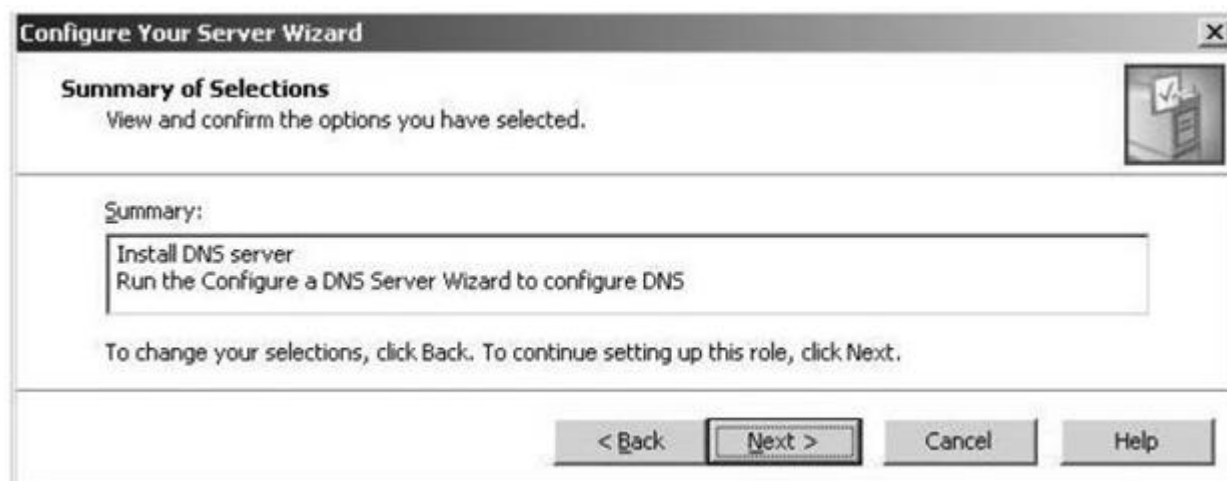 Configure Your Server Wizard
Summary of Selections
View and confirm the options you have selected.
Summary:
Install DNS server
Run the Configure a DNS Server Wizard to configure DNS
To change your selections, click Back. To continue setting up this role, click Next.
< Back
Next >
Cancel
Help